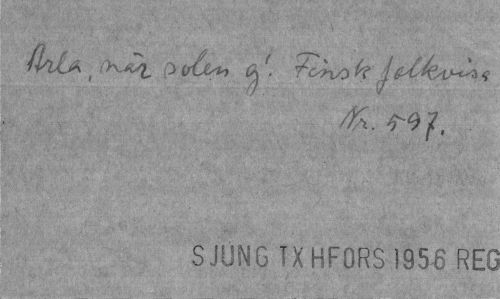 Arla, när solen g! Finsk folkvisa
Nr. 597.
SJUNG TX HFORS 1956 REG